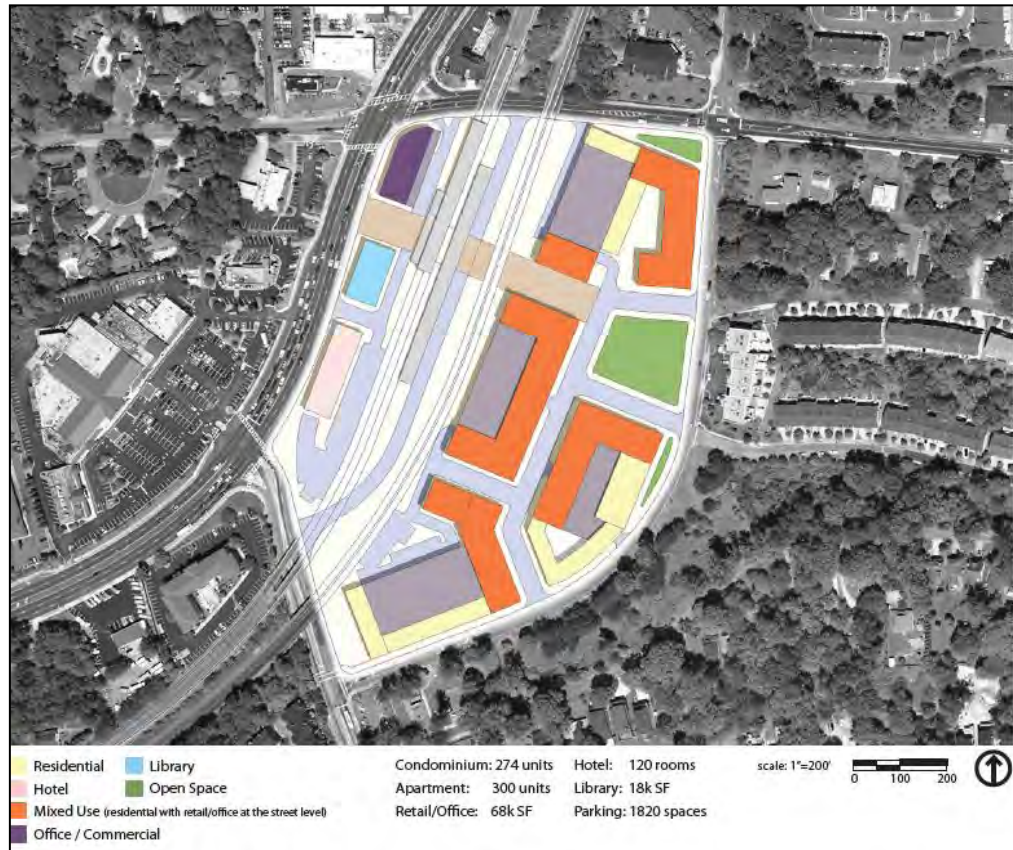 Residential
Library
Hotel
Open Space
Mixed Use (residential with retail/office at the street level)
Office / Commercial
Condominium: 274 units
Apartment: 300 units
Retail/Office: 68k SF
Hotel: 120 rooms
Library: 18k SF
Parking: 1820 spaces
scale: 1"=200'
0 100 200